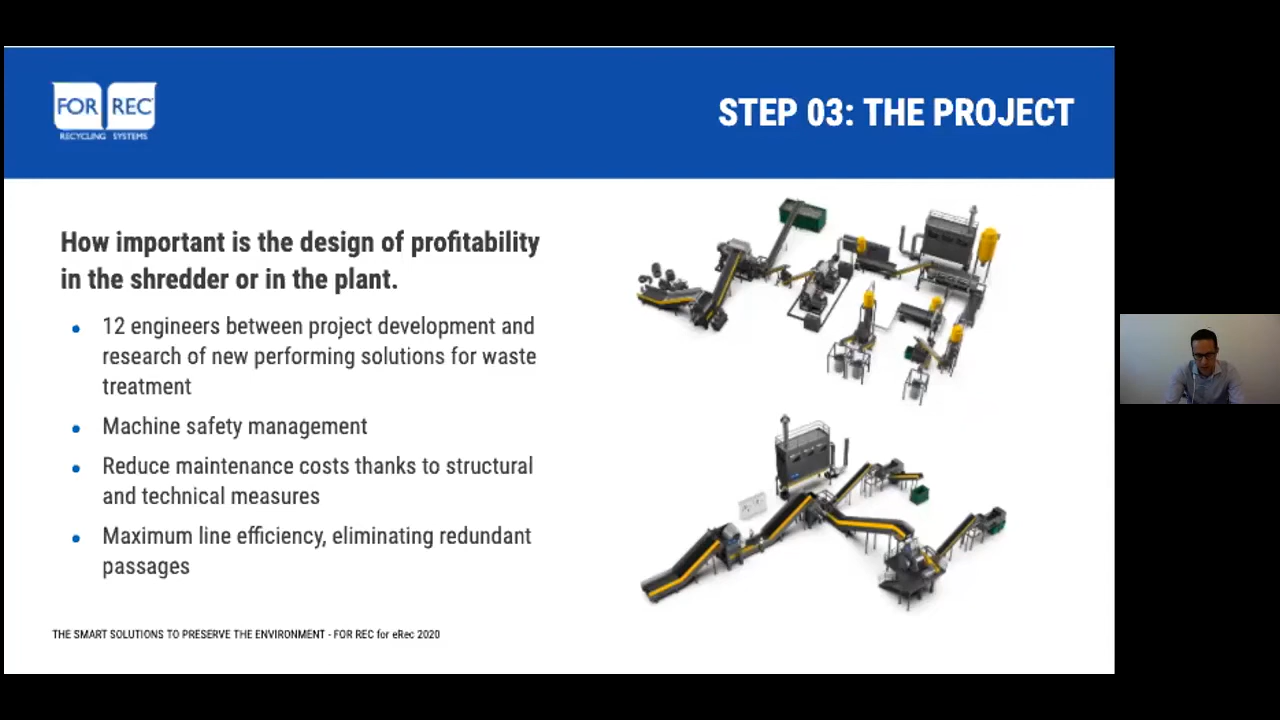 FOR REC
RECYCLING SYSTEMS
STEP 03: THE PROJECT
How important is the design of profitability
in the shredder or in the plant.
12 engineers between project development and
research of new performing solutions for waste
treatment
Machine safety management
Reduce maintenance costs thanks to structural
and technical measures
Maximum line efficiency, eliminating redundant
passages
THE SMART SOLUTIONS TO PRESERVE THE ENVIRONMENT - FOR REC for eRec 2020